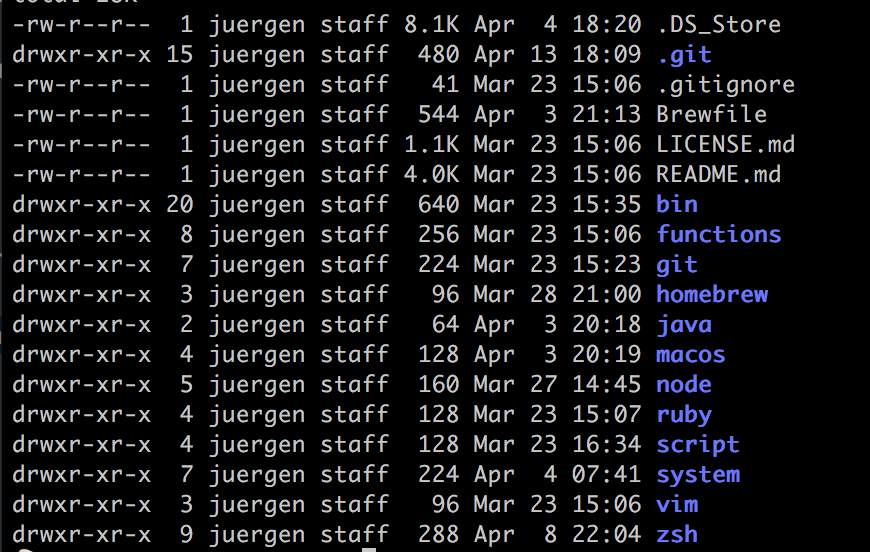 -rw-r--r--  1 juergen staff 8.1K Apr  4 18:20 .DS_Store
drwxr-xr-x 15 juergen staff  480 Apr 13 18:09 .git
-rw-r--r--  1 juergen staff   41 Mar 23 15:06 .gitignore
-rw-r--r--  1 juergen staff  544 Apr  3 21:13 Brewfile
-rw-r--r--  1 juergen staff 1.1K Mar 23 15:06 LICENSE.md
-rw-r--r--  1 juergen staff 4.0K Mar 23 15:06 README.md
drwxr-xr-x 20 juergen staff  640 Mar 23 15:35 bin
drwxr-xr-x  8 juergen staff  256 Mar 23 15:06 functions
drwxr-xr-x  7 juergen staff  224 Mar 23 15:23 git
drwxr-xr-x  3 juergen staff   96 Mar 28 21:00 homebrew
drwxr-xr-x  2 juergen staff   64 Apr  3 20:18 java
drwxr-xr-x  4 juergen staff  128 Apr  3 20:19 macos
drwxr-xr-x  5 juergen staff  160 Mar 27 14:45 node
drwxr-xr-x  4 juergen staff  128 Mar 23 15:07 ruby
drwxr-xr-x  4 juergen staff  128 Mar 23 16:34 script
drwxr-xr-x  7 juergen staff  224 Apr  4 07:41 system
drwxr-xr-x  3 juergen staff   96 Mar 23 15:06 vim
drwxr-xr-x  9 juergen staff  288 Apr  8 22:04 zsh